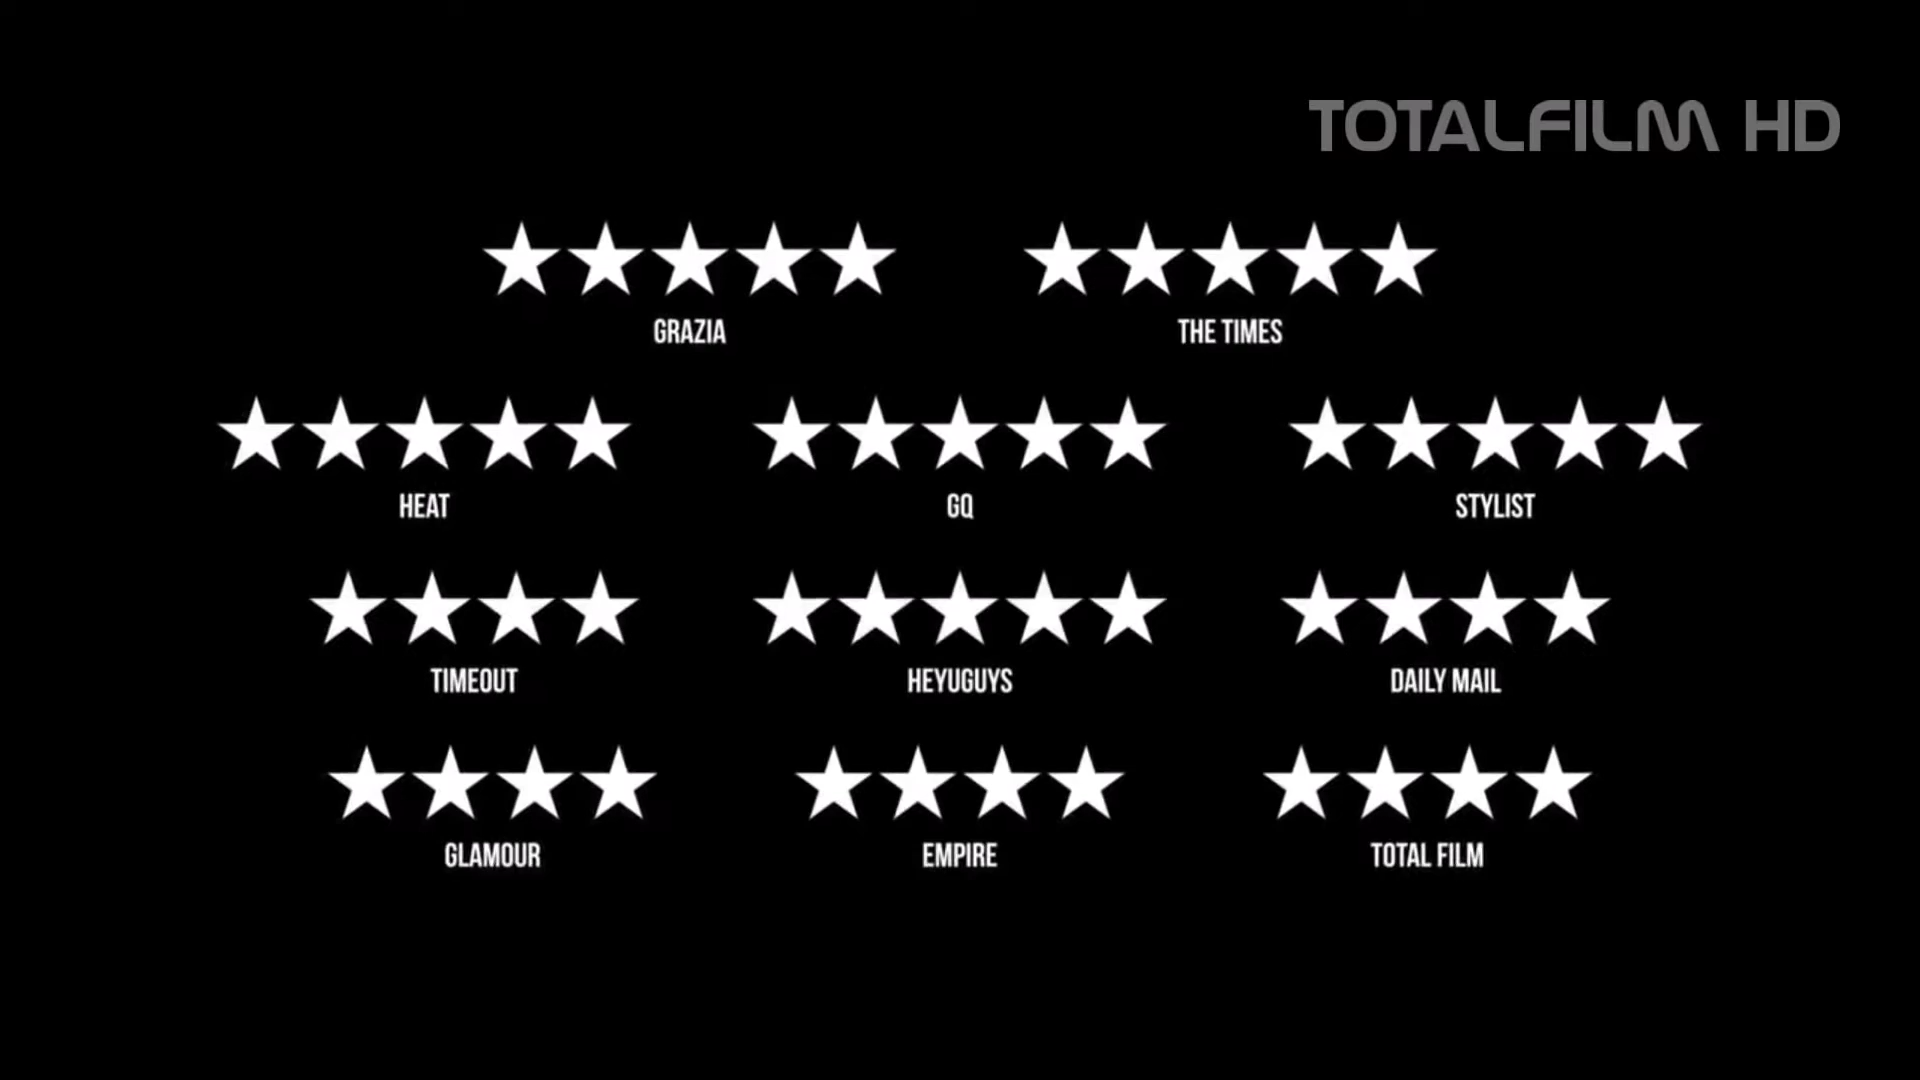 TOTALFILM HD
GRAZIA
THE TIMES
HEAT
GQ
STYLIST
TIMEOUT
HEYUGUYS
DAILY MAIL
GLAMOUR
EMPIRE
TOTAL FILM